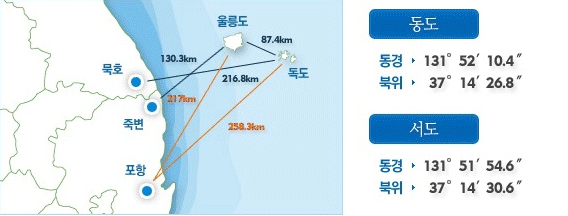 울릉도
87.4km
130.3km
독도
묵호
216.8km
217km
죽변
258.3km
포항
동도
동경 131° 52′ 10.4″
북위 37° 14′ 26.8″
서도
동경 131° 51′ 54.6″
북위 37° 14′ 30.6″